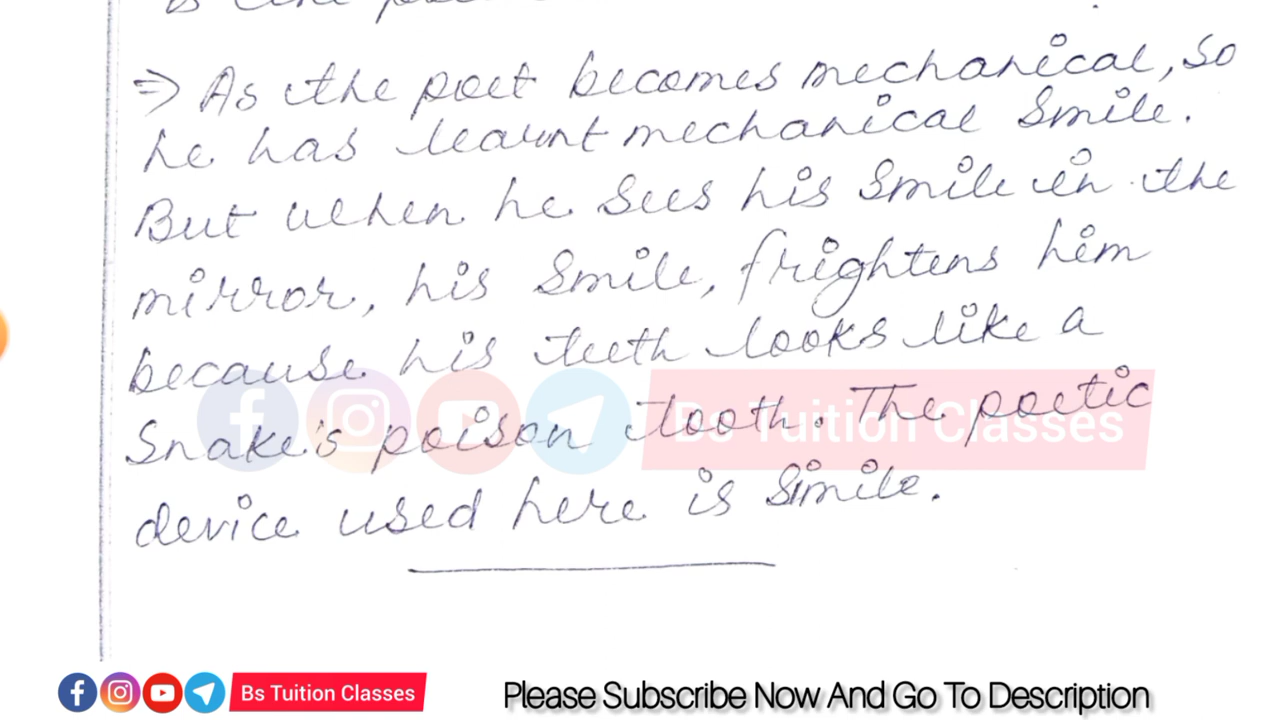 ⇒ As the poet becomes mechanical, so
he has learnt mechanical Smile.
But when he Sees his Smile in the
mirror, his Smile, frightens him
because his teeth looks like a
Snake's poison tooth. The poetic
device used here is Simile.
Bs Tuition Classes
Bs Tuition Classes
Please Subscribe Now And Go To Description